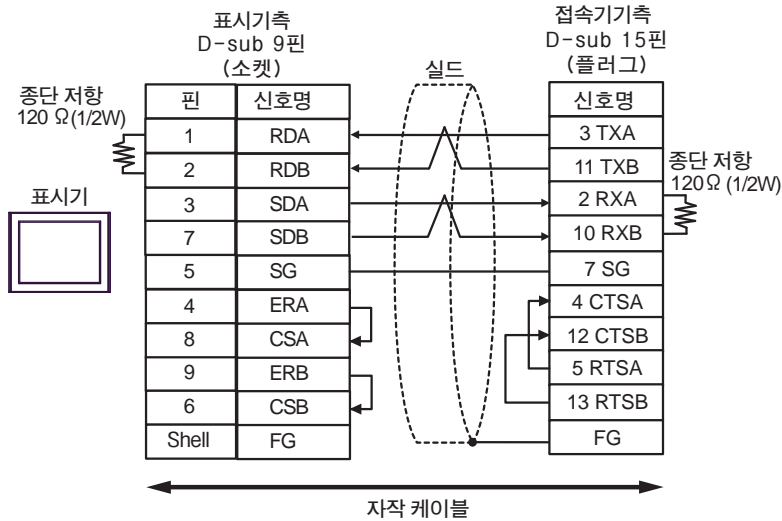 표시기측
D-sub 9핀
(소켓)
접속기기측
D-sub 15핀
(플러그)
실드
종단 저항
120 Ω(1/2W)
핀 신호명
신호명
1 RDA
3 TXA
2 RDB
11 TXB
종단 저항
120Ω (1/2W)
표시기
3 SDA
2 RXA
7 SDB
10 RXB
5 SG
7 SG
4 ERA
4 CTSA
8 CSA
12 CTSB
9 ERB
5 RTSA
6 CSB
13 RTSB
Shell FG
FG
자작 케이블